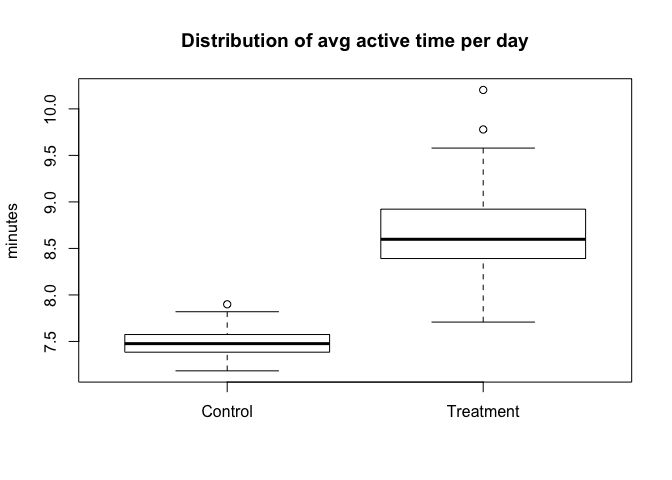 Distribution of avg active time per day
minutes
10.0
9.5
9.0
8.5
8.0
7.5
Control Treatment